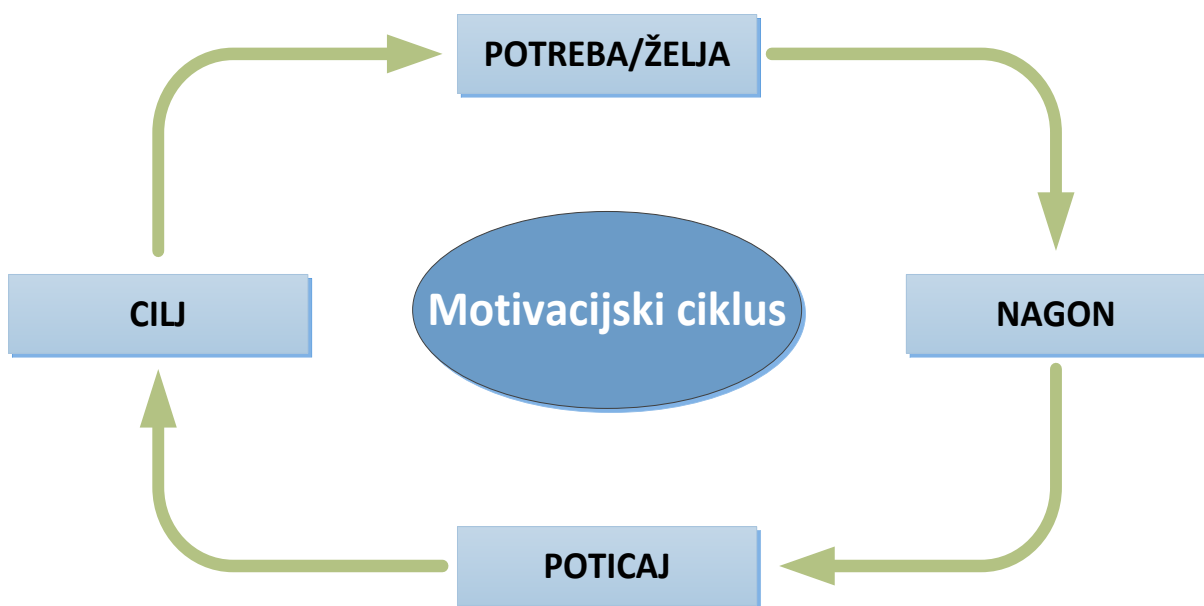 POTREBA/ŽELJA
CILJ
Motivacijski ciklus
NAGON
POTICAJ